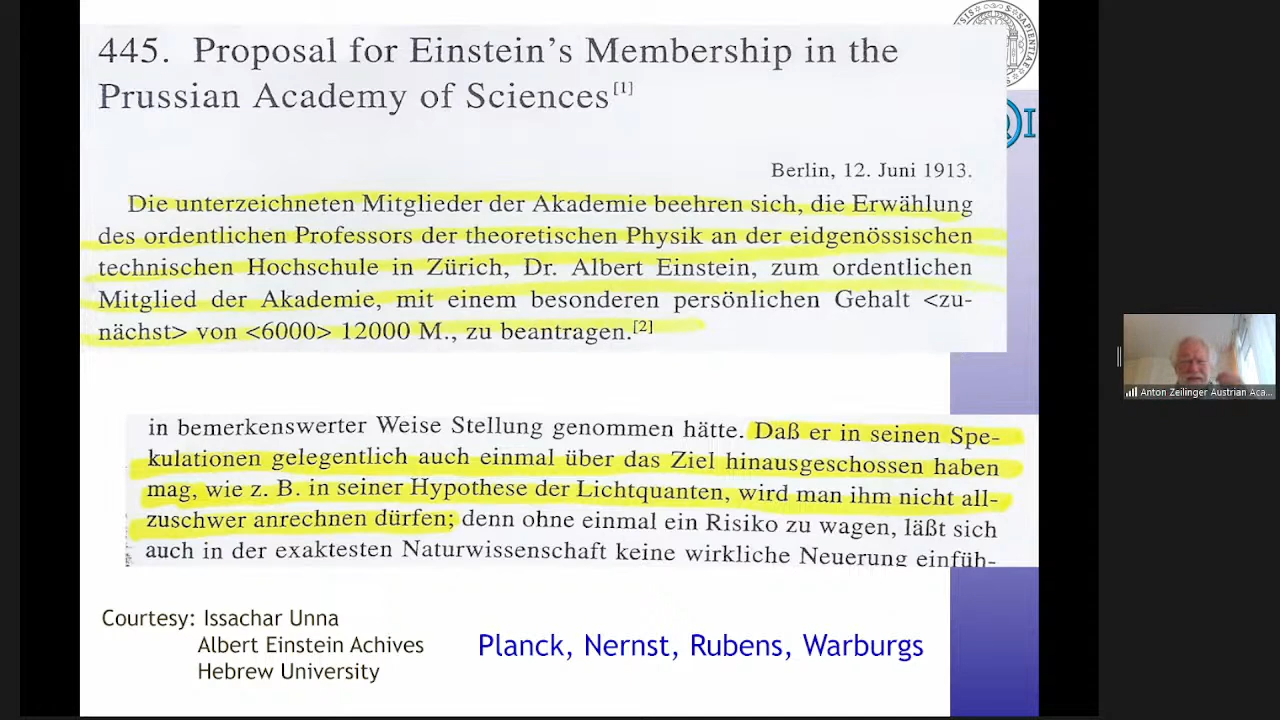 445. Proposal for Einstein's Membership in the
Prussian Academy of Sciences[1]
Berlin, 12. Juni 1913.
Die unterzeichneten Mitglieder der Akademie beehren sich, die Erwählung
des ordentlichen Professors der theoretischen Physik an der eidgenössischen
technischen Hochschule in Zürich, Dr. Albert Einstein, zum ordentlichen
Mitglied der Akademie, mit einem besonderen persönlichen Gehalt <zu-
nächst> von <6000> 12000 M., zu beantragen.[2]
in bemerkenswerter Weise Stellung genommen hätte. Daß er in seinen Spe-
kulationen gelegentlich auch einmal über das Ziel hinausgeschossen haben
mag, wie z. B. in seiner Hypothese der Lichtquanten, wird man ihm nicht all-
zuschwer anrechnen dürfen; denn ohne einmal ein Risiko zu wagen, läßt sich
auch in der exaktesten Naturwissenschaft keine wirkliche Neuerung einfüh-
Courtesy: Issachar Unna
Albert Einstein Achives
Hebrew University
Planck, Nernst, Rubens, Warburgs
Anton Zeilinger Austrian Aca...